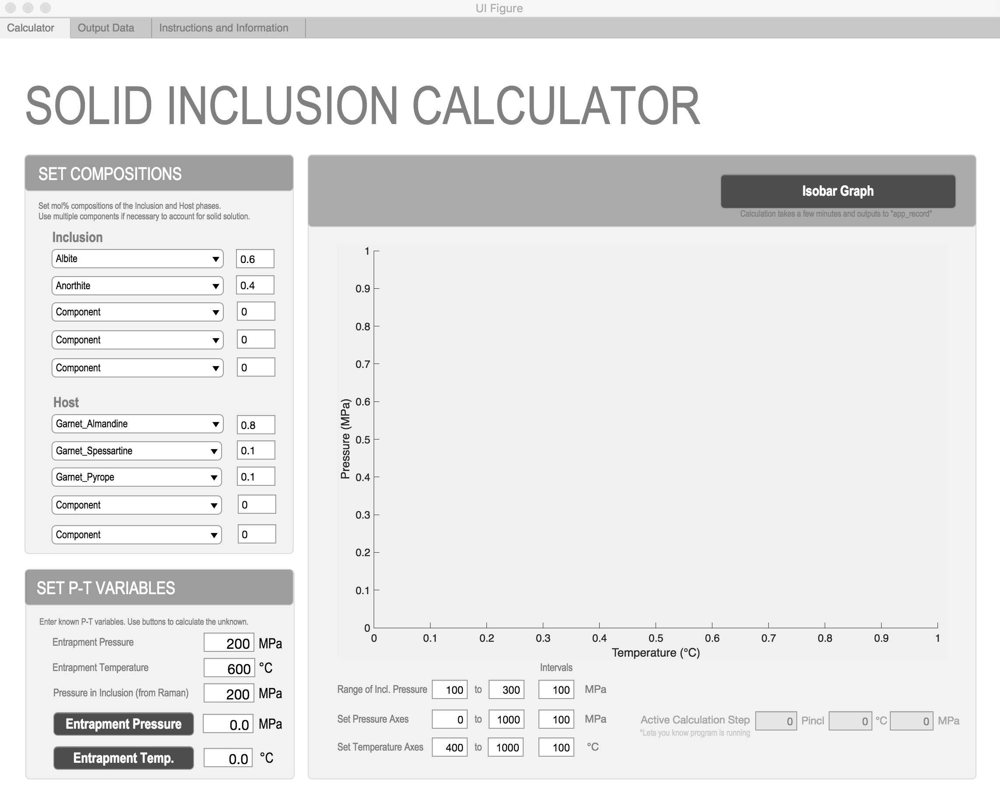 UI Figure
Calculator
Output Data
Instructions and Information
SOLID INCLUSION CALCULATOR
SET COMPOSITIONS
Set mol% compositions of the Inclusion and Host phases.
Use multiple components if necessary to account for solid solution.
Inclusion
Albite 0.6
Anorthite 0.4
Component 0
Component 0
Component 0
Host
Garnet_Almandine 0.8
Garnet_Spessartine 0.1
Garnet_Pyrope 0.1
Component 0
Component 0
SET P-T VARIABLES
Enter known P-T variables. Use buttons to calculate the unknown.
Entrapment Pressure 200 MPa
Entrapment Temperature 600 °C
Pressure in Inclusion (from Raman) 200 MPa
Entrapment Pressure 0.0 MPa
Entrapment Temp. 0.0 °C
Isobar Graph
Calculation takes a few minutes and outputs to "app_record"
Pressure (MPa)
1
0.9
0.8
0.7
0.6
0.5
0.4
0.3
0.2
0.1
0
0 0.1 0.2 0.3 0.4 0.5 0.6 0.7 0.8 0.9 1
Temperature (°C)
Intervals
Range of Incl. Pressure 100 to 300 100 MPa
Set Pressure Axes 0 to 1000 100 MPa
Set Temperature Axes 400 to 1000 100 °C
Active Calculation Step 0 Pincl 0 °C 0 MPa
*Lets you know program is running